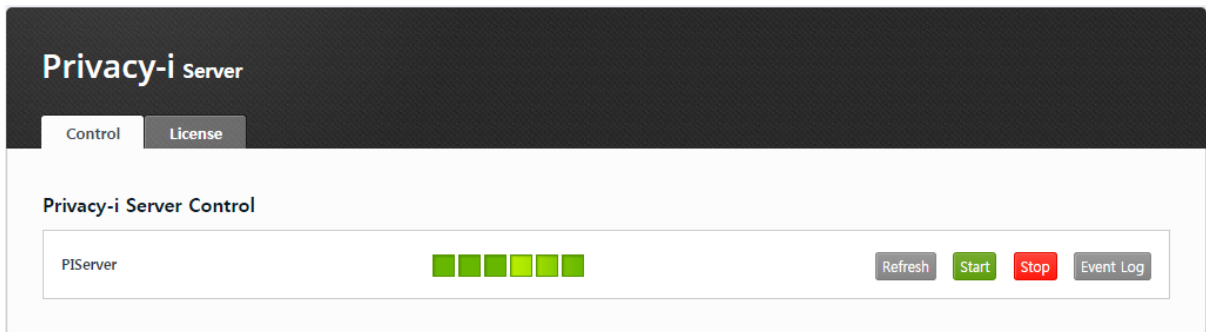 Privacy-i Server
Control License
Privacy-i Server Control
PIServer Refresh Start Stop Event Log